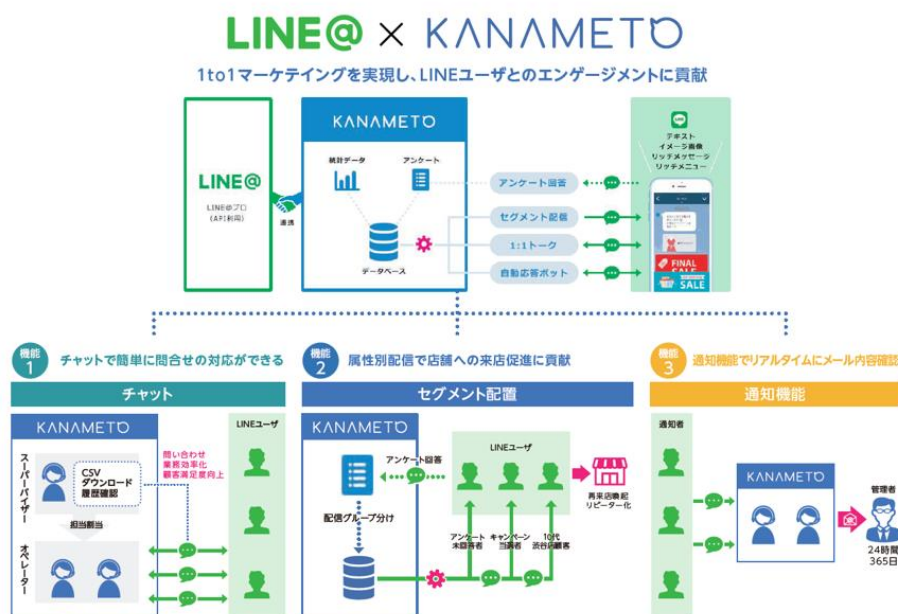 LINE@ × KANAMETO
1to1マーケテイングを実現し、LINEユーザとのエンゲージメントに貢献
LINE@
LINE@プロ
(API利用)
連携
KANAMETO
統計データ
アンケート
データベース
アンケート回答
セグメント配信
1:1トーク
自動応答ボット
LINE
テキスト
イメージ画像
リッチメッセージ
リッチメニュー
FINAL
SALE
SALE
機能
1
チャットで簡単に問合せの対応ができる
チャット
KANAMETO
LINEユーザ
スーパーバイザー
CSV
ダウンロード
履歴確認
問い合わせ
業務効率化
顧客満足度向上
担当割当
オペレーター
機能
2
属性別配信で店舗への来店促進に貢献
セグメント配置
KANAMETO
アンケート回答
LINEユーザ
配信グループ分け
アンケート
未回答者
キャンペーン
当選者
10代
渋谷店顧客
再来店喚起
リピーター化
機能
3
通知機能でリアルタイムにメール内容確認
通知機能
通知者
KANAMETO
管理者
24時間
365日